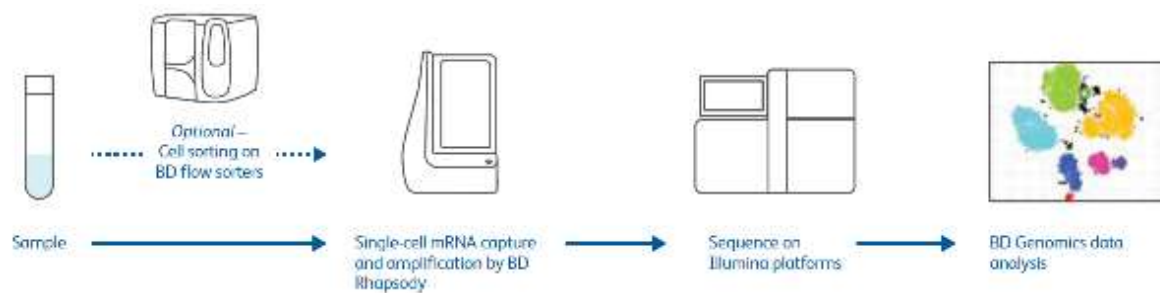 Optional –
Cell sorting on
BD flow sorters
Sample
Single-cell mRNA capture
and amplification by BD
Rhapsody
Sequence on
Illumina platforms
BD Genomics data
analysis